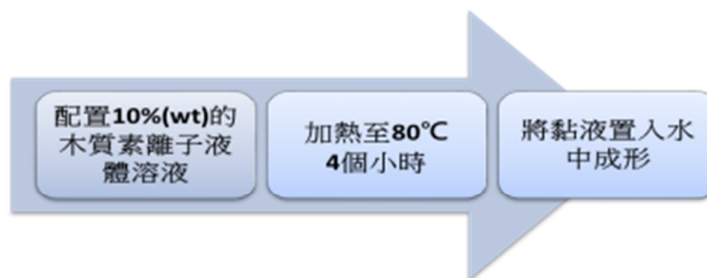 配置10%(wt)的
木質素離子液
體溶液
加熱至80℃
4個小時
將黏液置入水
中成形